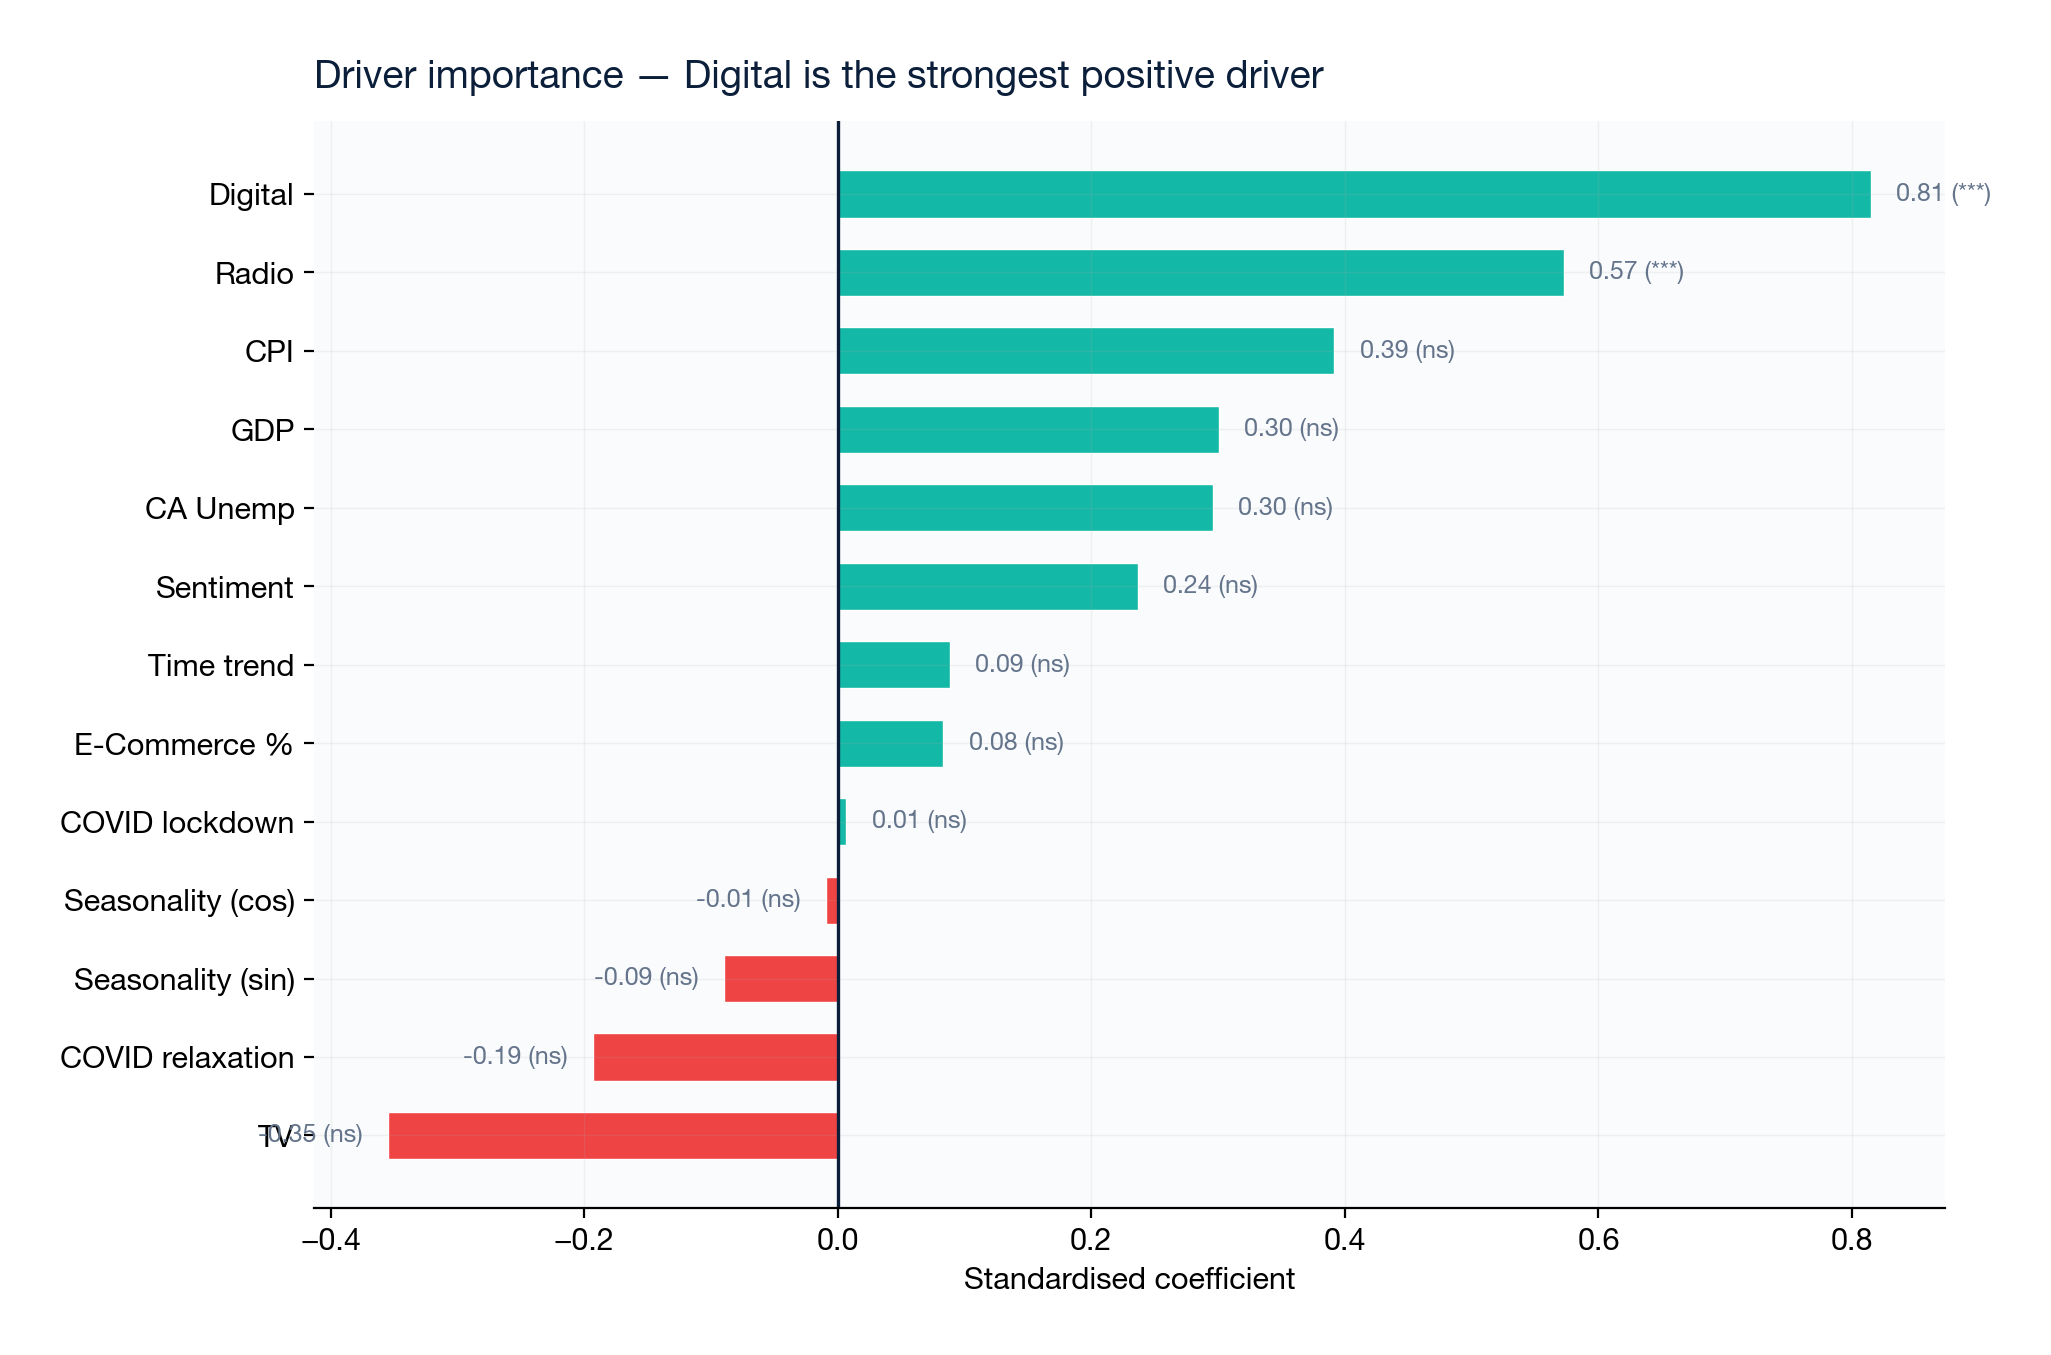 Driver importance — Digital is the strongest positive driver
Digital
0.81 (***)
Radio
0.57 (***)
CPI
0.39 (ns)
GDP
0.30 (ns)
CA Unemp
0.30 (ns)
Sentiment
0.24 (ns)
Time trend
0.09 (ns)
E-Commerce %
0.08 (ns)
COVID lockdown
0.01 (ns)
Seasonality (cos)
-0.01 (ns)
Seasonality (sin)
-0.09 (ns)
COVID relaxation
-0.19 (ns)
TV
-0.35 (ns)
−0.4 −0.2 0.0 0.2 0.4 0.6 0.8
Standardised coefficient